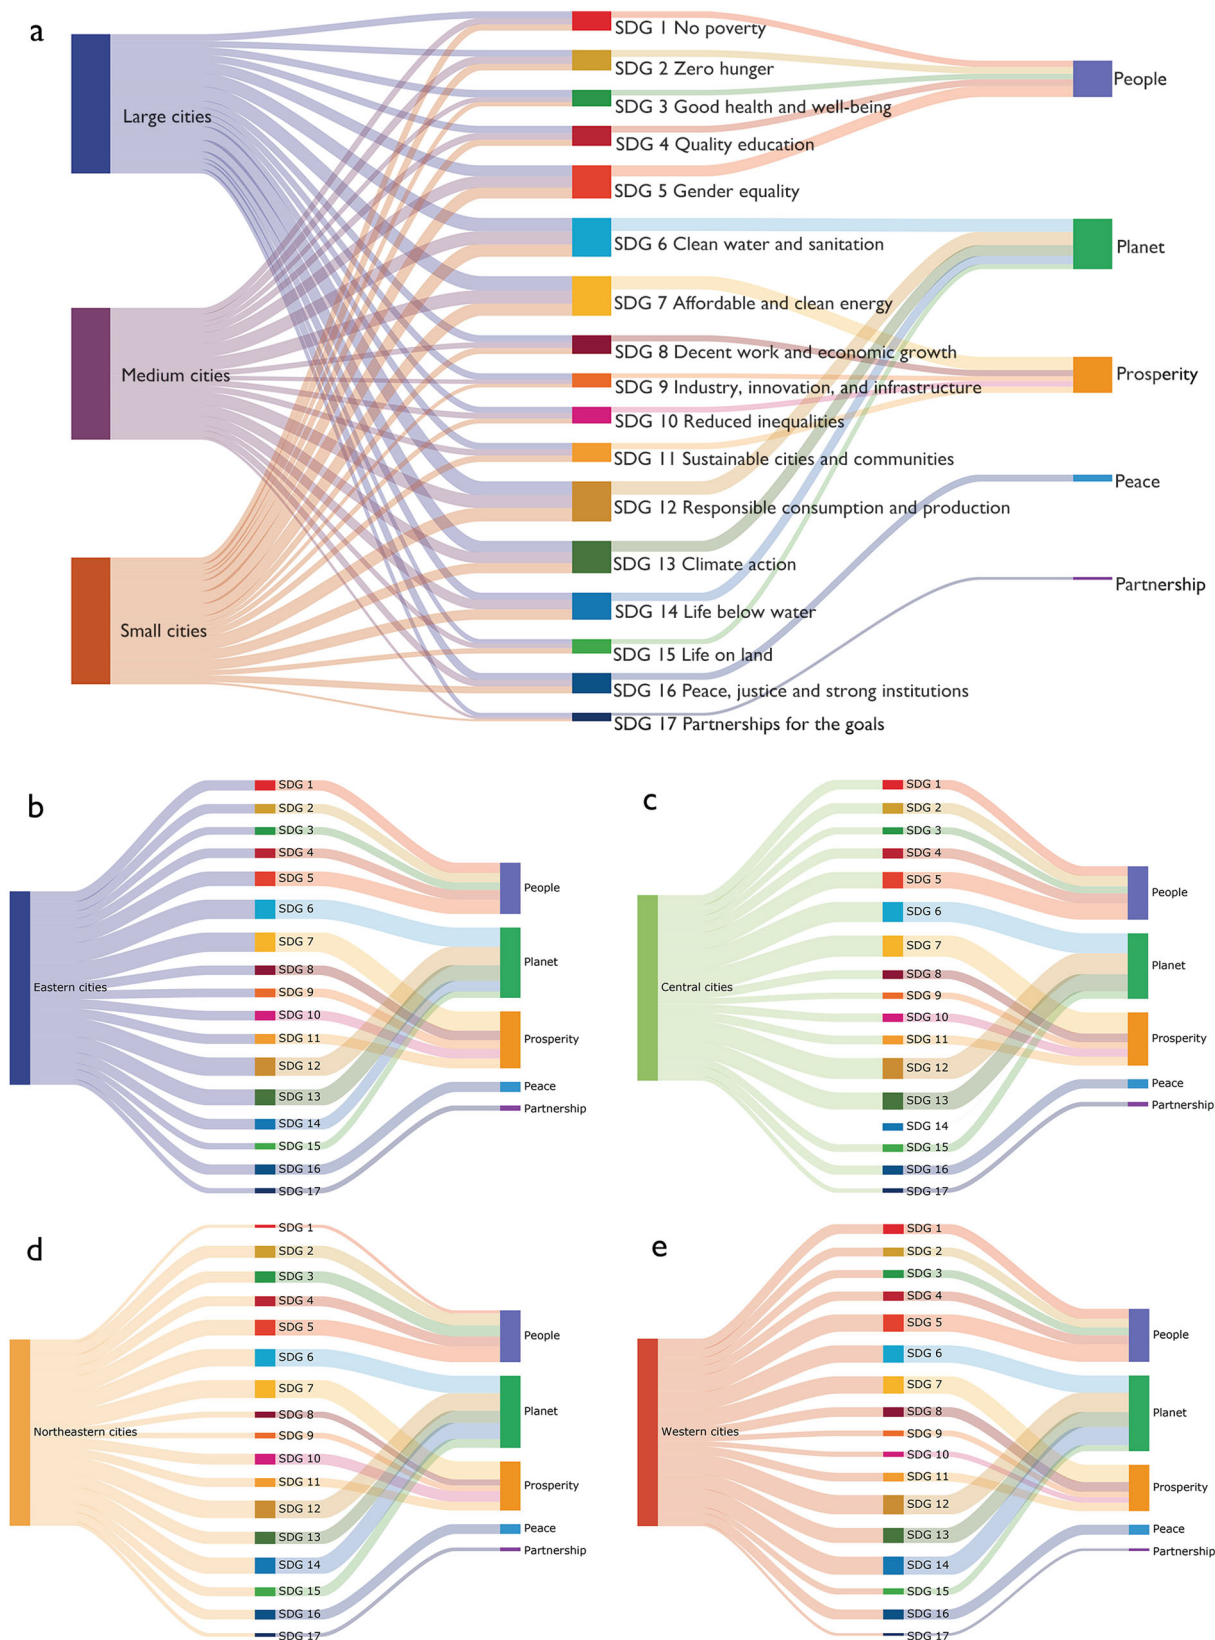 a
Large cities
Medium cities
Small cities
SDG 1 No poverty
SDG 2 Zero hunger
SDG 3 Good health and well-being
SDG 4 Quality education
SDG 5 Gender equality
SDG 6 Clean water and sanitation
SDG 7 Affordable and clean energy
SDG 8 Decent work and economic growth
SDG 9 Industry, innovation, and infrastructure
SDG 10 Reduced inequalities
SDG 11 Sustainable cities and communities
SDG 12 Responsible consumption and production
SDG 13 Climate action
SDG 14 Life below water
SDG 15 Life on land
SDG 16 Peace, justice and strong institutions
SDG 17 Partnerships for the goals
People
Planet
Prosperity
Peace
Partnership
b
Eastern cities
SDG 1
SDG 2
SDG 3
SDG 4
SDG 5
SDG 6
SDG 7
SDG 8
SDG 9
SDG 10
SDG 11
SDG 12
SDG 13
SDG 14
SDG 15
SDG 16
SDG 17
People
Planet
Prosperity
Peace
Partnership
c
Central cities
SDG 1
SDG 2
SDG 3
SDG 4
SDG 5
SDG 6
SDG 7
SDG 8
SDG 9
SDG 10
SDG 11
SDG 12
SDG 13
SDG 14
SDG 15
SDG 16
SDG 17
People
Planet
Prosperity
Peace
Partnership
d
Northeastern cities
SDG 1
SDG 2
SDG 3
SDG 4
SDG 5
SDG 6
SDG 7
SDG 8
SDG 9
SDG 10
SDG 11
SDG 12
SDG 13
SDG 14
SDG 15
SDG 16
SDG 17
People
Planet
Prosperity
Peace
Partnership
e
Western cities
SDG 1
SDG 2
SDG 3
SDG 4
SDG 5
SDG 6
SDG 7
SDG 8
SDG 9
SDG 10
SDG 11
SDG 12
SDG 13
SDG 14
SDG 15
SDG 16
SDG 17
People
Planet
Prosperity
Peace
Partnership